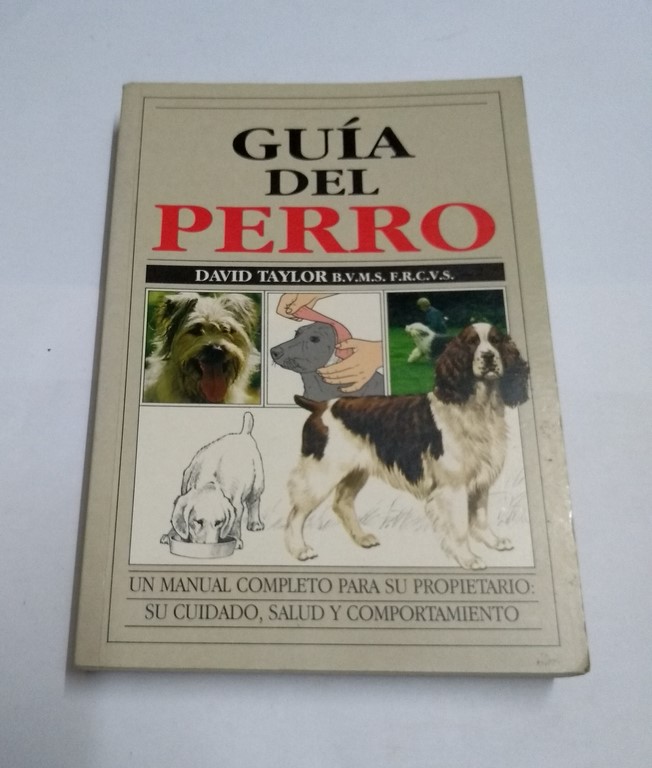 GUÍA
DEL
PERRO
DAVID TAYLOR B.V.M.S. F.R.C.V.S.
UN MANUAL COMPLETO PARA SU PROPIETARIO:
SU CUIDADO, SALUD Y COMPORTAMIENTO